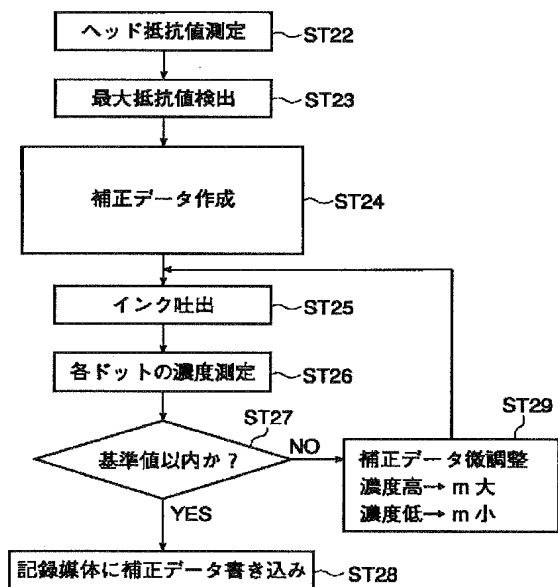 ヘッド抵抗値測定 ST22
最大抵抗値検出 ST23
補正データ作成 ST24
インク吐出 ST25
各ドットの濃度測定 ST26
ST27
基準値以内か?
NO
YES
ST29
補正データ微調整
濃度高→m大
濃度低→m小
記録媒体に補正データ書き込み ST28